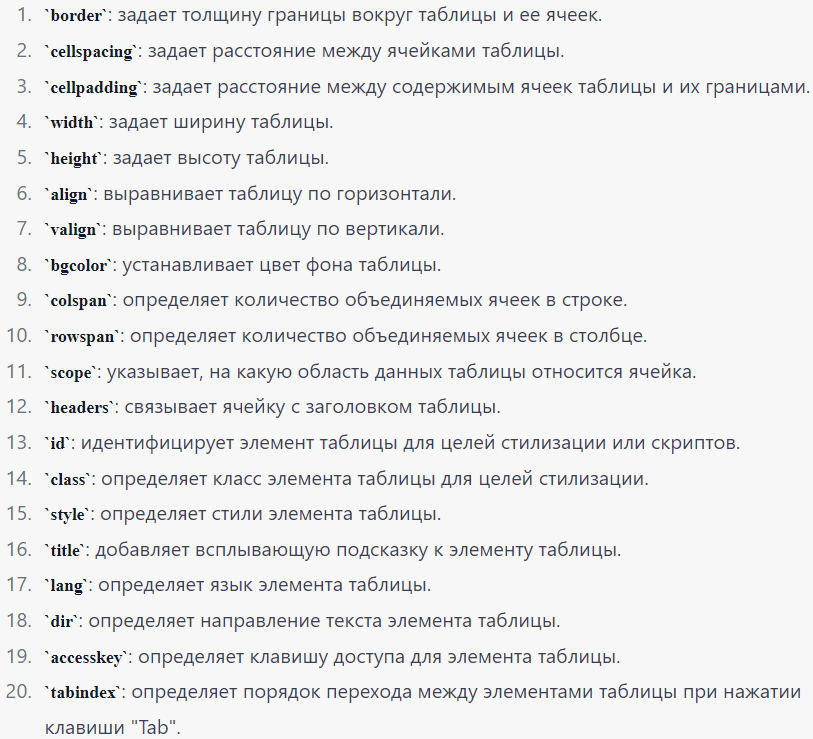 1. `border`: задает толщину границы вокруг таблицы и ее ячеек.
2. `cellspacing`: задает расстояние между ячейками таблицы.
3. `cellpadding`: задает расстояние между содержимым ячеек таблицы и их границами.
4. `width`: задает ширину таблицы.
5. `height`: задает высоту таблицы.
6. `align`: выравнивает таблицу по горизонтали.
7. `valign`: выравнивает таблицу по вертикали.
8. `bgcolor`: устанавливает цвет фона таблицы.
9. `colspan`: определяет количество объединяемых ячеек в строке.
10. `rowspan`: определяет количество объединяемых ячеек в столбце.
11. `scope`: указывает, на какую область данных таблицы относится ячейка.
12. `headers`: связывает ячейку с заголовком таблицы.
13. `id`: идентифицирует элемент таблицы для целей стилизации или скриптов.
14. `class`: определяет класс элемента таблицы для целей стилизации.
15. `style`: определяет стили элемента таблицы.
16. `title`: добавляет всплывающую подсказку к элементу таблицы.
17. `lang`: определяет язык элемента таблицы.
18. `dir`: определяет направление текста элемента таблицы.
19. `accesskey`: определяет клавишу доступа для элемента таблицы.
20. `tabindex`: определяет порядок перехода между элементами таблицы при нажатии
клавиши "Tab".